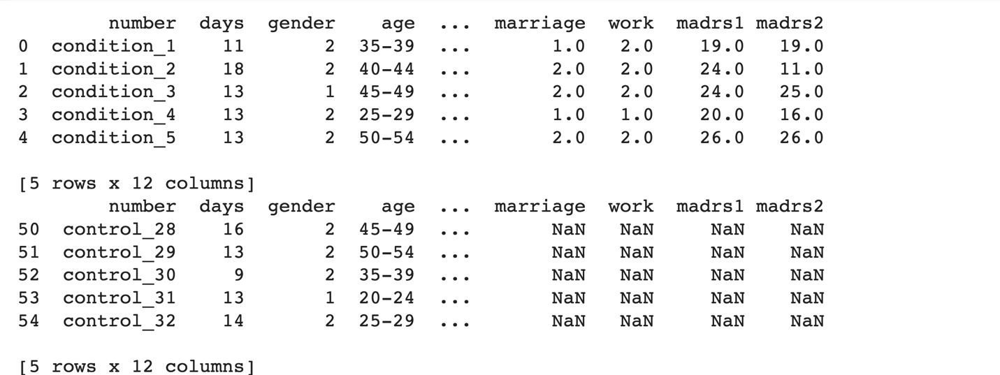 number days gender age ... marriage work madrs1 madrs2
0 condition_1 11 2 35-39 ... 1.0 2.0 19.0 19.0
1 condition_2 18 2 40-44 ... 2.0 2.0 24.0 11.0
2 condition_3 13 1 45-49 ... 2.0 2.0 24.0 25.0
3 condition_4 13 2 25-29 ... 1.0 1.0 20.0 16.0
4 condition_5 13 2 50-54 ... 2.0 2.0 26.0 26.0
[5 rows x 12 columns]
number days gender age ... marriage work madrs1 madrs2
50 control_28 16 2 45-49 ... NaN NaN NaN NaN
51 control_29 13 2 50-54 ... NaN NaN NaN NaN
52 control_30 9 2 35-39 ... NaN NaN NaN NaN
53 control_31 13 1 20-24 ... NaN NaN NaN NaN
54 control_32 14 2 25-29 ... NaN NaN NaN NaN
[5 rows x 12 columns]